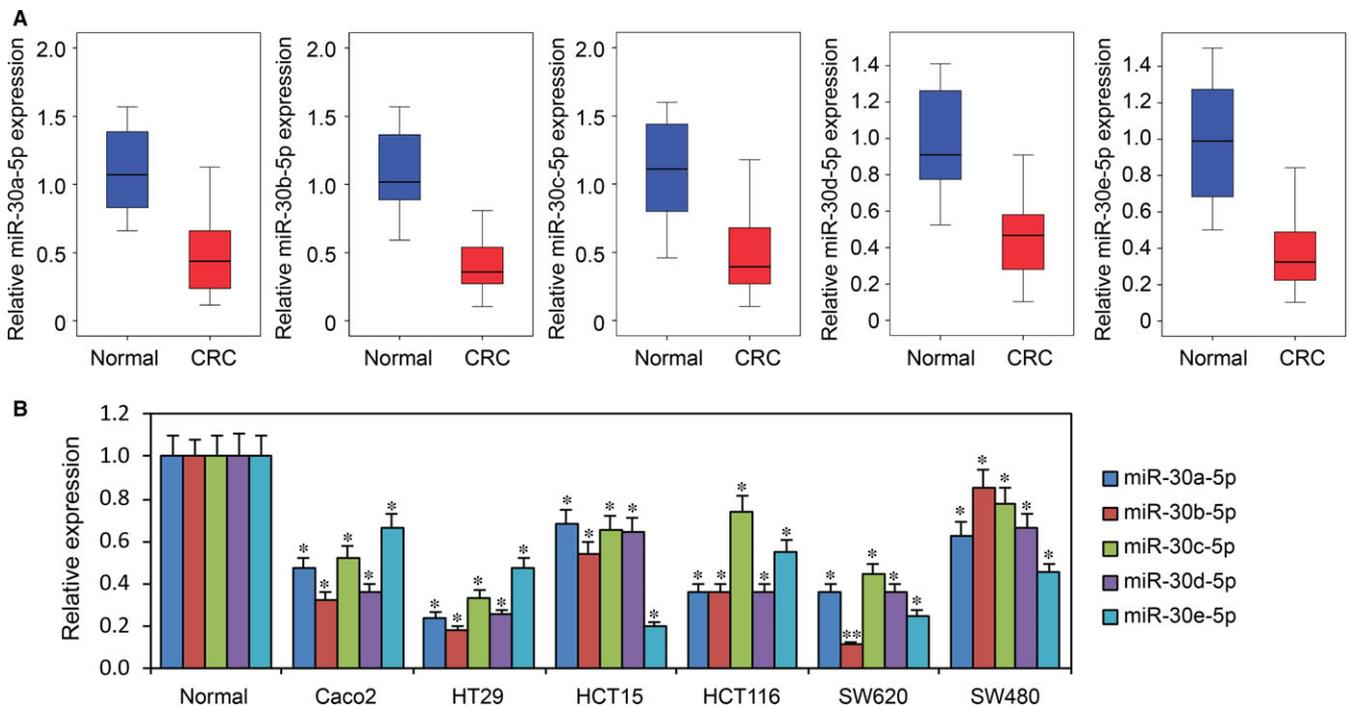 A
Relative miR-30a-5p expression
2.0
1.5
1.0
0.5
0
Normal CRC
Relative miR-30b-5p expression
2.0
1.5
1.0
0.5
0
Normal CRC
Relative miR-30c-5p expression
2.0
1.5
1.0
0.5
0
Normal CRC
Relative miR-30d-5p expression
1.4
1.2
1.0
0.8
0.6
0.4
0.2
0
Normal CRC
Relative miR-30e-5p expression
1.4
1.2
1.0
0.8
0.6
0.4
0.2
0
Normal CRC
B
Relative expression
1.2
1.0
0.8
0.6
0.4
0.2
0.0
* * * * *
* * * * *
* * * * *
* * * * *
* ** * * *
* * * * *
Normal Caco2 HT29 HCT15 HCT116 SW620 SW480
miR-30a-5p
miR-30b-5p
miR-30c-5p
miR-30d-5p
miR-30e-5p